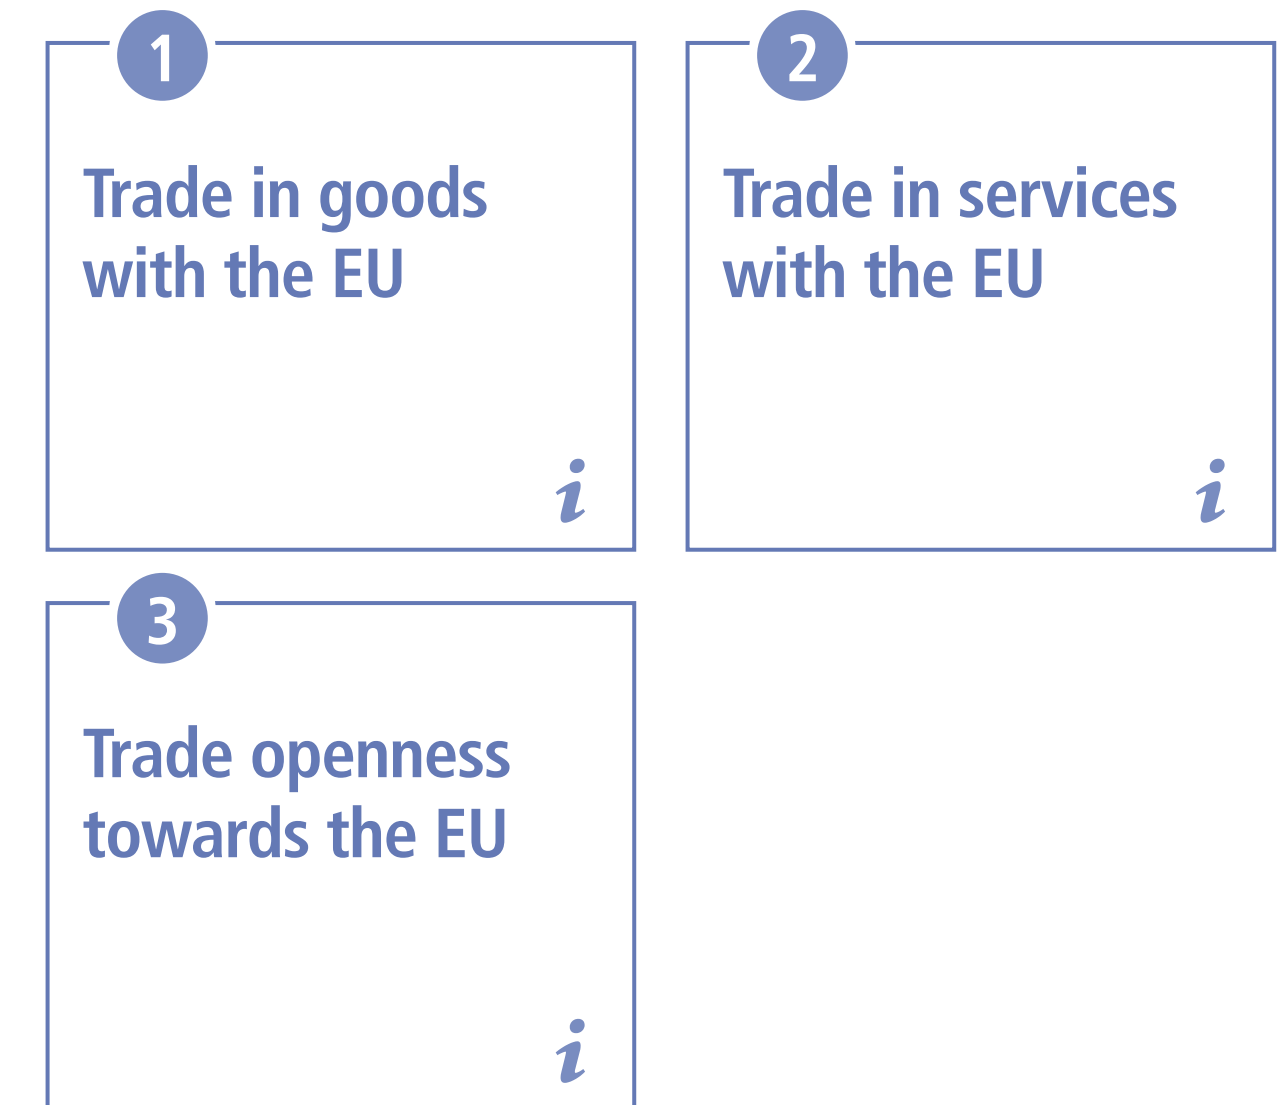 1
Trade in goods
with the EU
i
2
Trade in services
with the EU
i
3
Trade openness
towards the EU
i